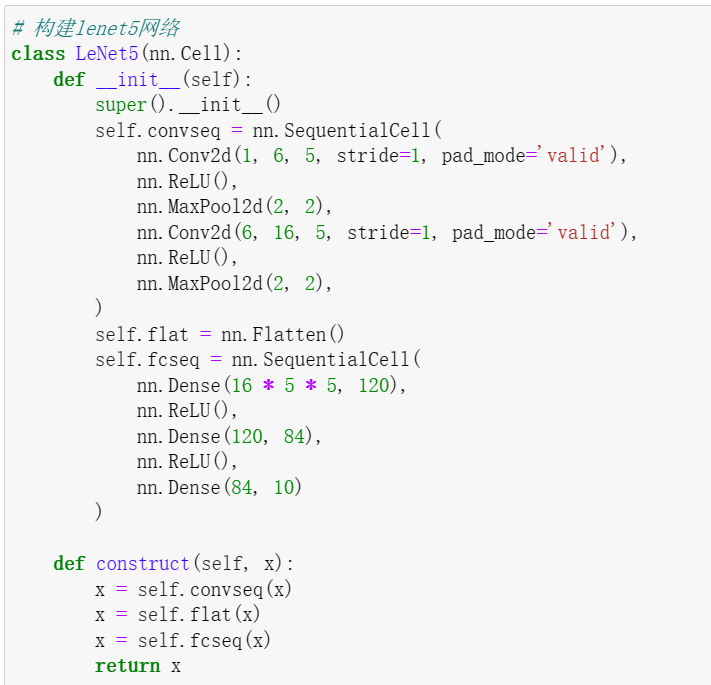 # 构建lenet5网络
class LeNet5(nn.Cell):
    def __init__(self):
        super().__init__()
        self.convseq = nn.SequentialCell(
            nn.Conv2d(1, 6, 5, stride=1, pad_mode='valid'),
            nn.ReLU(),
            nn.MaxPool2d(2, 2),
            nn.Conv2d(6, 16, 5, stride=1, pad_mode='valid'),
            nn.ReLU(),
            nn.MaxPool2d(2, 2),
        )
        self.flat = nn.Flatten()
        self.fcseq = nn.SequentialCell(
            nn.Dense(16 * 5 * 5, 120),
            nn.ReLU(),
            nn.Dense(120, 84),
            nn.ReLU(),
            nn.Dense(84, 10)
        )

    def construct(self, x):
        x = self.convseq(x)
        x = self.flat(x)
        x = self.fcseq(x)
        return x